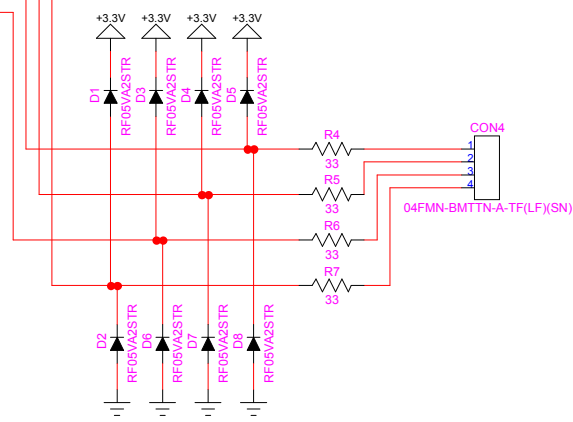 +3.3V +3.3V +3.3V +3.3V
D1 RF05VA2STR D3 RF05VA2STR D4 RF05VA2STR D5 RF05VA2STR
R4
33
R5
33
R6
33
R7
33
CON4
1
2
3
4
04FMN-BMTTN-A-TF(LF)(SN)
D2 RF05VA2STR D6 RF05VA2STR D7 RF05VA2STR D8 RF05VA2STR